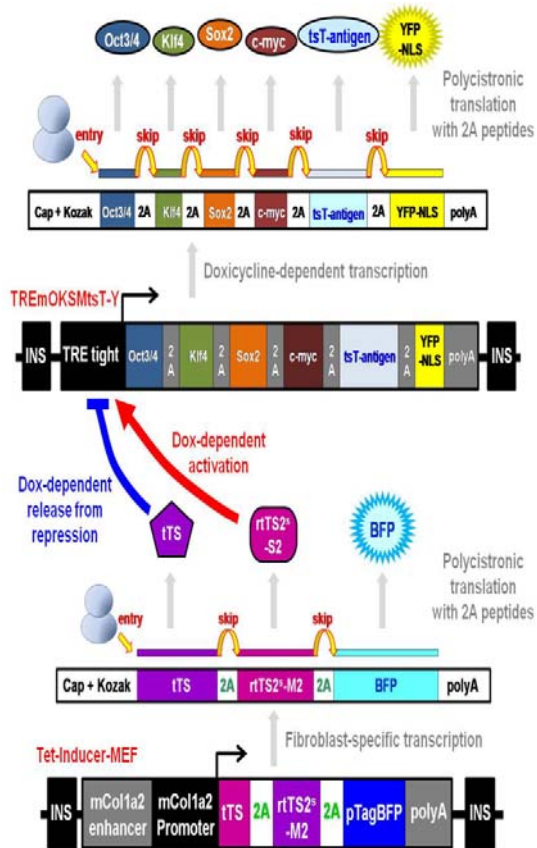 Oct3/4 Klf4 Sox2 c-myc tsT-antigen YFP
-NLS
Polycistronic
translation
with 2A peptides
entry skip skip skip skip skip
Cap + Kozak Oct3/4 2A Klf4 2A Sox2 2A c-myc 2A tsT-antigen 2A YFP-NLS polyA
Doxicycline-dependent transcription
TREmOKSMtsT-Y
INS TRE tight Oct3/4 2A Klf4 2A Sox2 2A c-myc 2A tsT-antigen 2A YFP-NLS polyA INS
Dox-dependent
activation
Dox-dependent
release from
repression
tTS rtTS2ˢ
-S2
BFP
Polycistronic
translation
with 2A peptides
entry skip skip
Cap + Kozak tTS 2A rtTS2ˢ-M2 2A BFP polyA
Fibroblast-specific transcription
Tet-Inducer-MEF
INS mCol1a2 mCol1a2 tTS 2A rtTS2ˢ 2A pTagBFP polyA INS
enhancer Promoter -M2